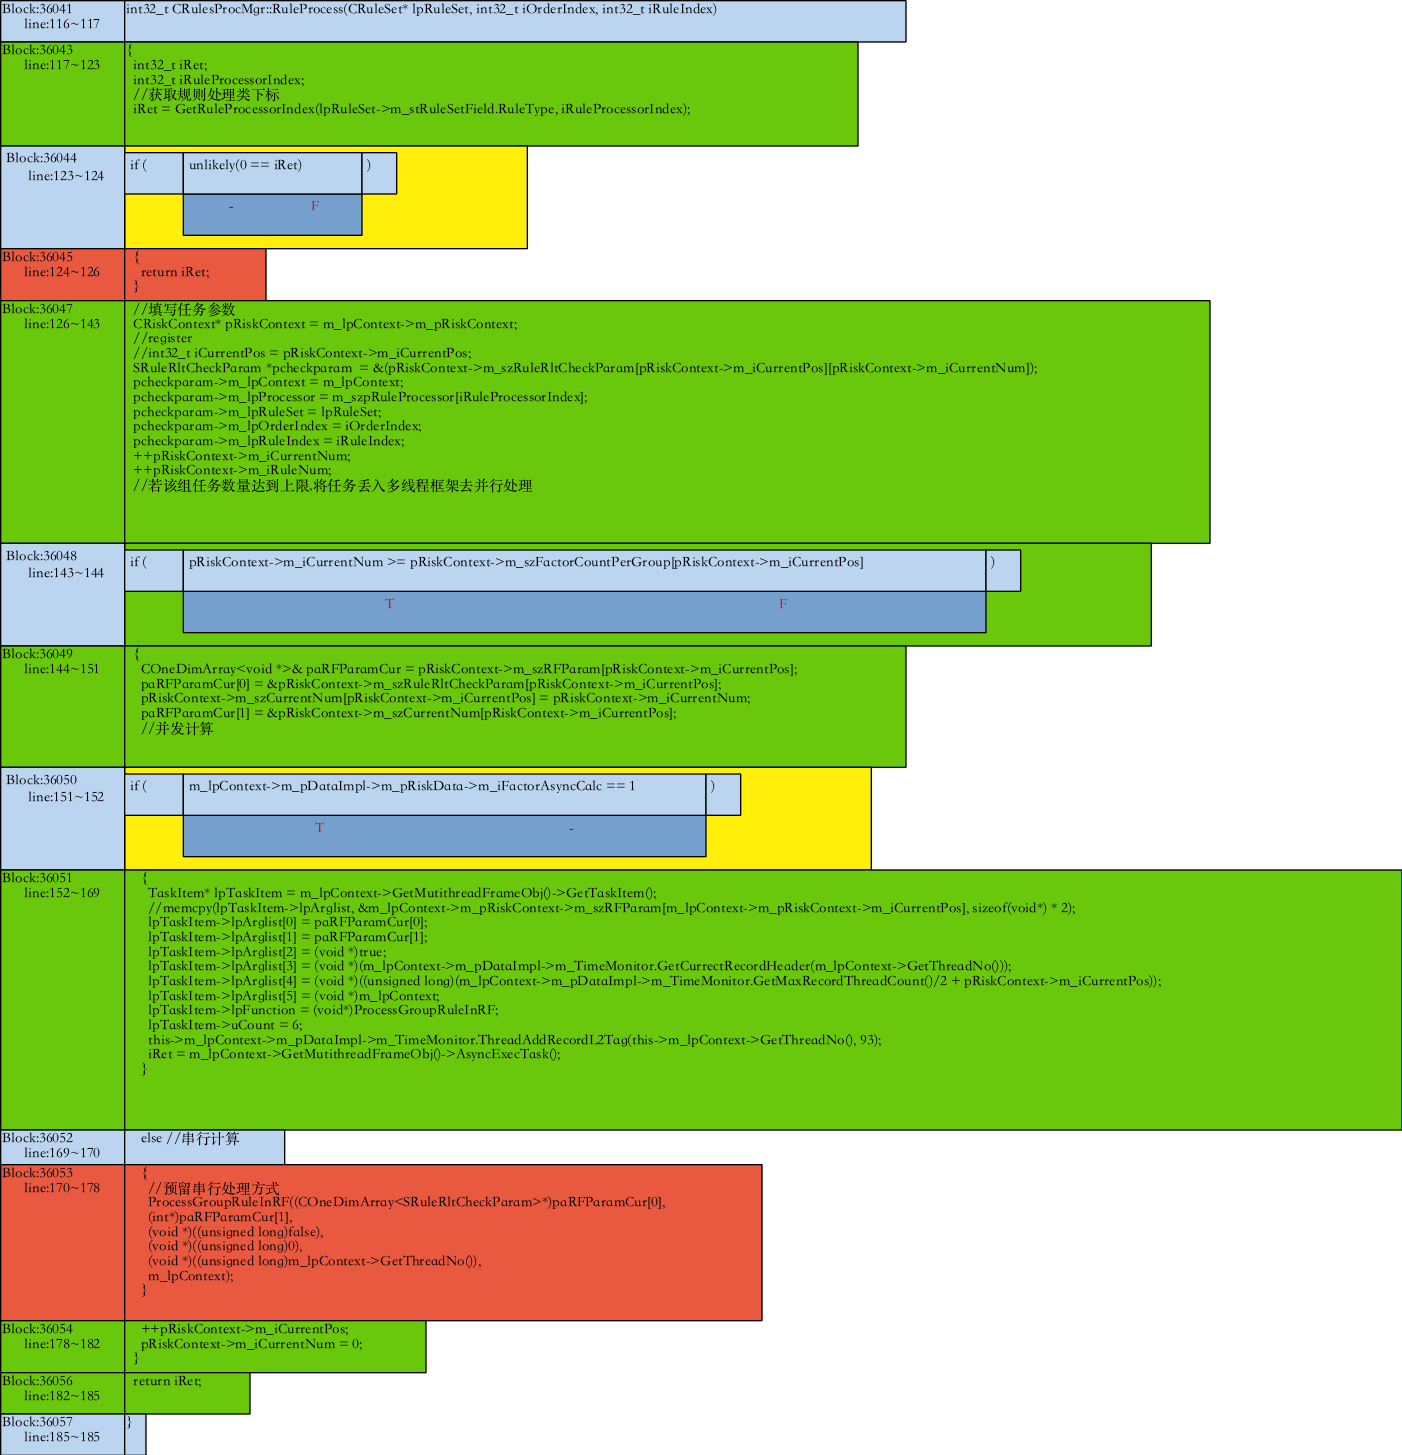 Block:36041
line:116~117
int32_t CRulesProcMgr::RuleProcess(CRuleSet* lpRuleSet, int32_t iOrderIndex, int32_t iRuleIndex)
Block:36043
line:117~123
{
int32_t iRet;
int32_t iRuleProcessorIndex;
//获取规则处理类下标
iRet = GetRuleProcessorIndex(lpRuleSet->m_stRuleSetField.RuleType, iRuleProcessorIndex);
Block:36044
line:123~124
if ( unlikely(0 == iRet) )
- F
Block:36045
line:124~126
{
return iRet;
}
Block:36047
line:126~143
//填写任务参数
CRiskContext* pRiskContext = m_lpContext->m_pRiskContext;
//register
//int32_t iCurrentPos = pRiskContext->m_iCurrentPos;
SRuleRltCheckParam *pcheckparam  = &(pRiskContext->m_szRuleRltCheckParam[pRiskContext->m_iCurrentPos][pRiskContext->m_iCurrentNum]);
pcheckparam->m_lpContext = m_lpContext;
pcheckparam->m_lpProcessor = m_szpRuleProcessor[iRuleProcessorIndex];
pcheckparam->m_lpRuleSet = lpRuleSet;
pcheckparam->m_lpOrderIndex = iOrderIndex;
pcheckparam->m_lpRuleIndex = iRuleIndex;
++pRiskContext->m_iCurrentNum;
++pRiskContext->m_iRuleNum;
//若该组任务数量达到上限,将任务丢入多线程框架去并行处理
Block:36048
line:143~144
if ( pRiskContext->m_iCurrentNum >= pRiskContext->m_szFactorCountPerGroup[pRiskContext->m_iCurrentPos] )
T F
Block:36049
line:144~151
{
COneDimArray<void *>& paRFParamCur = pRiskContext->m_szRFParam[pRiskContext->m_iCurrentPos];
paRFParamCur[0] = &pRiskContext->m_szRuleRltCheckParam[pRiskContext->m_iCurrentPos];
pRiskContext->m_szCurrentNum[pRiskContext->m_iCurrentPos] = pRiskContext->m_iCurrentNum;
paRFParamCur[1] = &pRiskContext->m_szCurrentNum[pRiskContext->m_iCurrentPos];
//并发计算
Block:36050
line:151~152
if ( m_lpContext->m_pDataImpl->m_pRiskData->m_iFactorAsyncCalc == 1 )
T -
Block:36051
line:152~169
{
TaskItem* lpTaskItem = m_lpContext->GetMutithreadFrameObj()->GetTaskItem();
//memcpy(lpTaskItem->lpArglist, &m_lpContext->m_pRiskContext->m_szRFParam[m_lpContext->m_pRiskContext->m_iCurrentPos], sizeof(void*) * 2);
lpTaskItem->lpArglist[0] = paRFParamCur[0];
lpTaskItem->lpArglist[1] = paRFParamCur[1];
lpTaskItem->lpArglist[2] = (void *)true;
lpTaskItem->lpArglist[3] = (void *)(m_lpContext->m_pDataImpl->m_TimeMonitor.GetCurrectRecordHeader(m_lpContext->GetThreadNo()));
lpTaskItem->lpArglist[4] = (void *)((unsigned long)(m_lpContext->m_pDataImpl->m_TimeMonitor.GetMaxRecordThreadCount()/2 + pRiskContext->m_iCurrentPos));
lpTaskItem->lpArglist[5] = (void *)m_lpContext;
lpTaskItem->lpFunction = (void*)ProcessGroupRuleInRF;
lpTaskItem->uCount = 6;
this->m_lpContext->m_pDataImpl->m_TimeMonitor.ThreadAddRecordL2Tag(this->m_lpContext->GetThreadNo(), 93);
iRet = m_lpContext->GetMutithreadFrameObj()->AsyncExecTask();
}
Block:36052
line:169~170
else //串行计算
Block:36053
line:170~178
{
//预留串行处理方式
ProcessGroupRuleInRF((COneDimArray<SRuleRltCheckParam>*)paRFParamCur[0],
(int*)paRFParamCur[1],
(void *)((unsigned long)false),
(void *)((unsigned long)0),
(void *)((unsigned long)m_lpContext->GetThreadNo()),
m_lpContext);
}
Block:36054
line:178~182
++pRiskContext->m_iCurrentPos;
pRiskContext->m_iCurrentNum = 0;
}
Block:36056
line:182~185
return iRet;
Block:36057
line:185~185
}